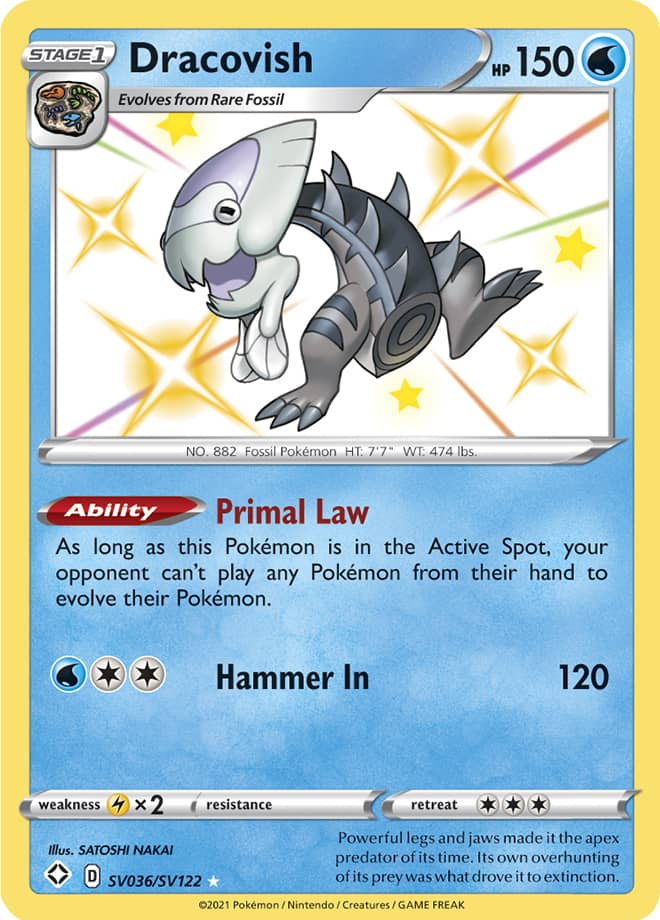 STAGE1
Dracovish
HP 150
Evolves from Rare Fossil
NO. 882 Fossil Pokémon HT: 7'7" WT: 474 lbs.
Ability Primal Law
As long as this Pokémon is in the Active Spot, your
opponent can't play any Pokémon from their hand to
evolve their Pokémon.
Hammer In 120
weakness ×2 resistance retreat
Illus. SATOSHI NAKAI
Powerful legs and jaws made it the apex
predator of its time. Its own overhunting
of its prey was what drove it to extinction.
D SV036/SV122
©2021 Pokémon / Nintendo / Creatures / GAME FREAK